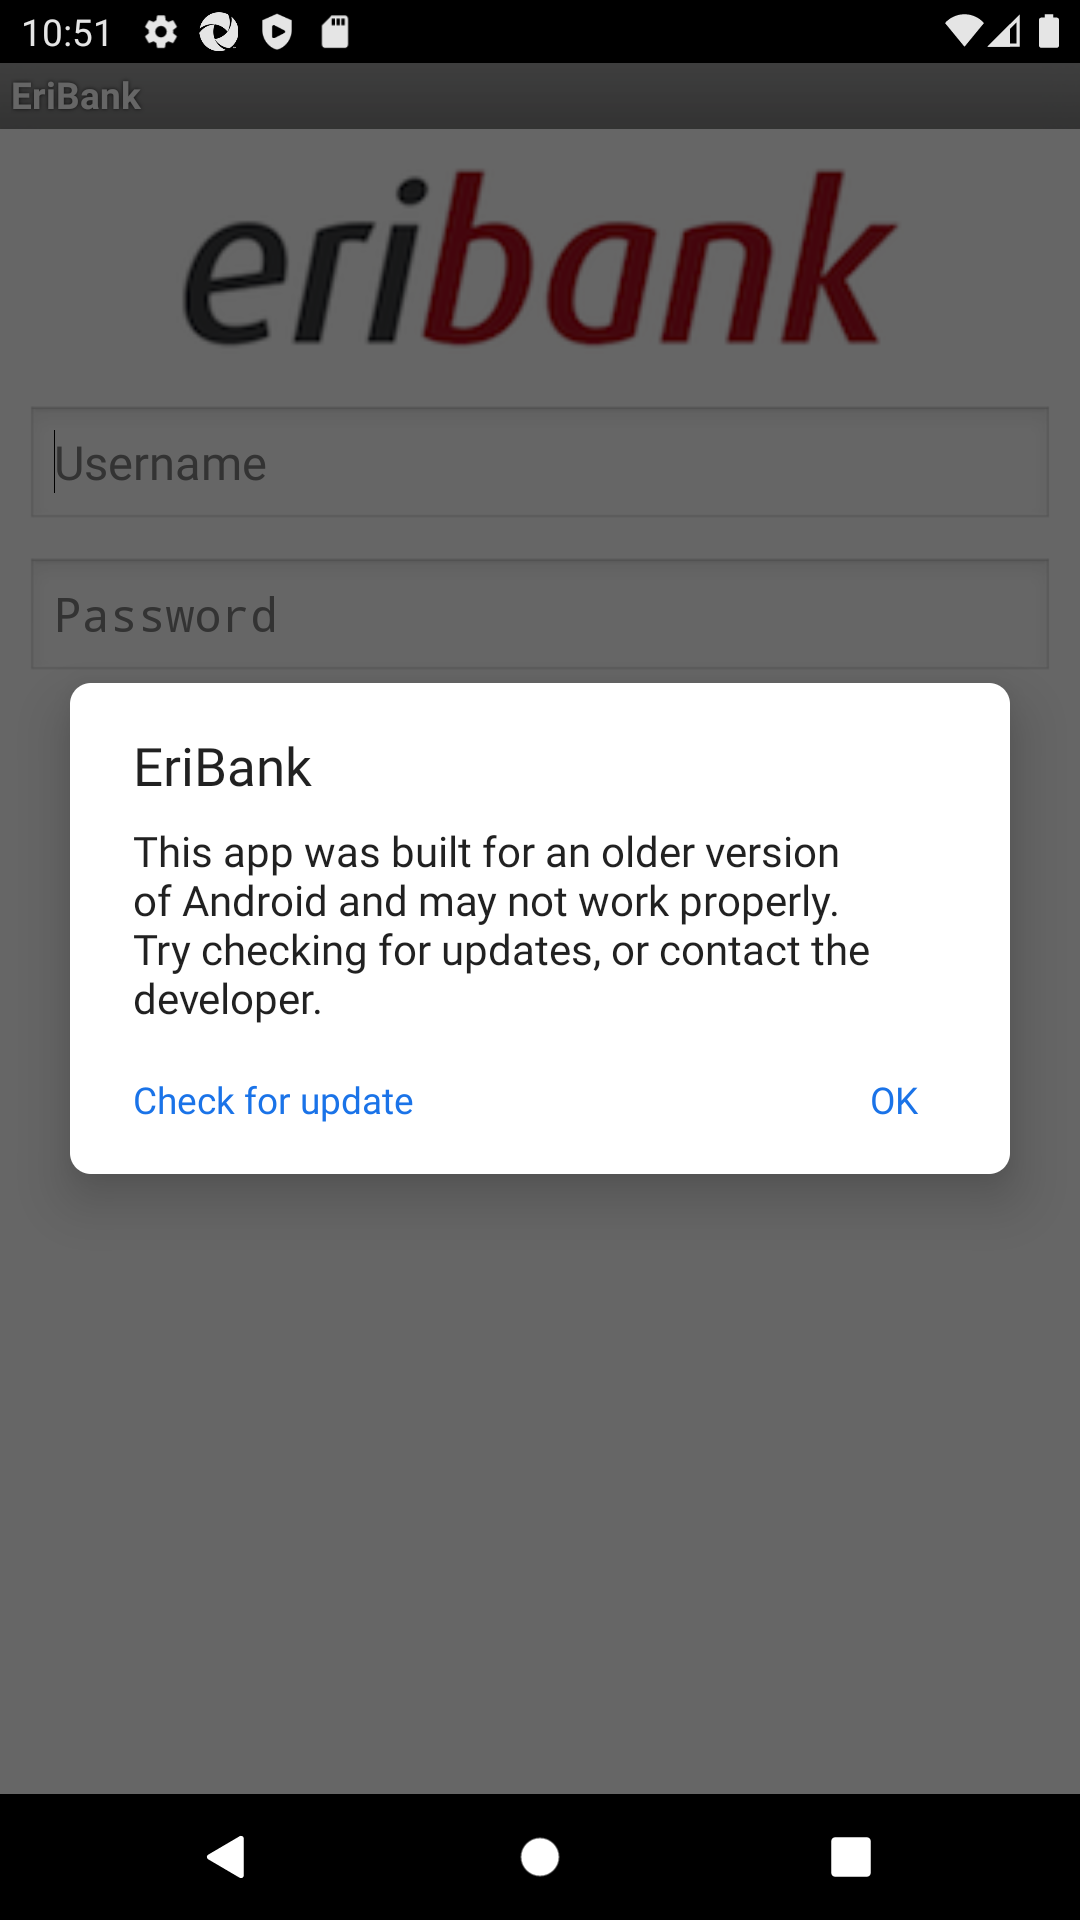 10:51
EriBank
eribank
Username
Password
EriBank
This app was built for an older version
of Android and may not work properly.
Try checking for updates, or contact the
developer.
Check for update
OK